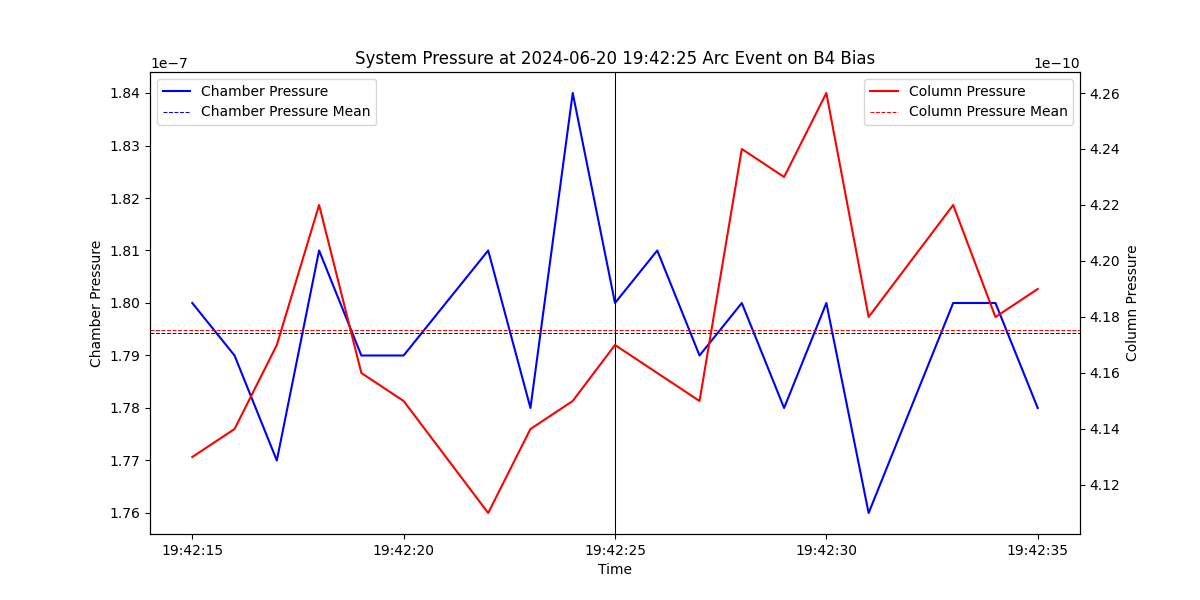 System Pressure at 2024-06-20 19:42:25 Arc Event on B4 Bias
1e−7
1e−10
Chamber Pressure
Chamber Pressure Mean
Column Pressure
Column Pressure Mean
1.84
1.83
1.82
1.81
1.80
1.79
1.78
1.77
1.76
Chamber Pressure
4.26
4.24
4.22
4.20
4.18
4.16
4.14
4.12
Column Pressure
19:42:15
19:42:20
19:42:25
19:42:30
19:42:35
Time